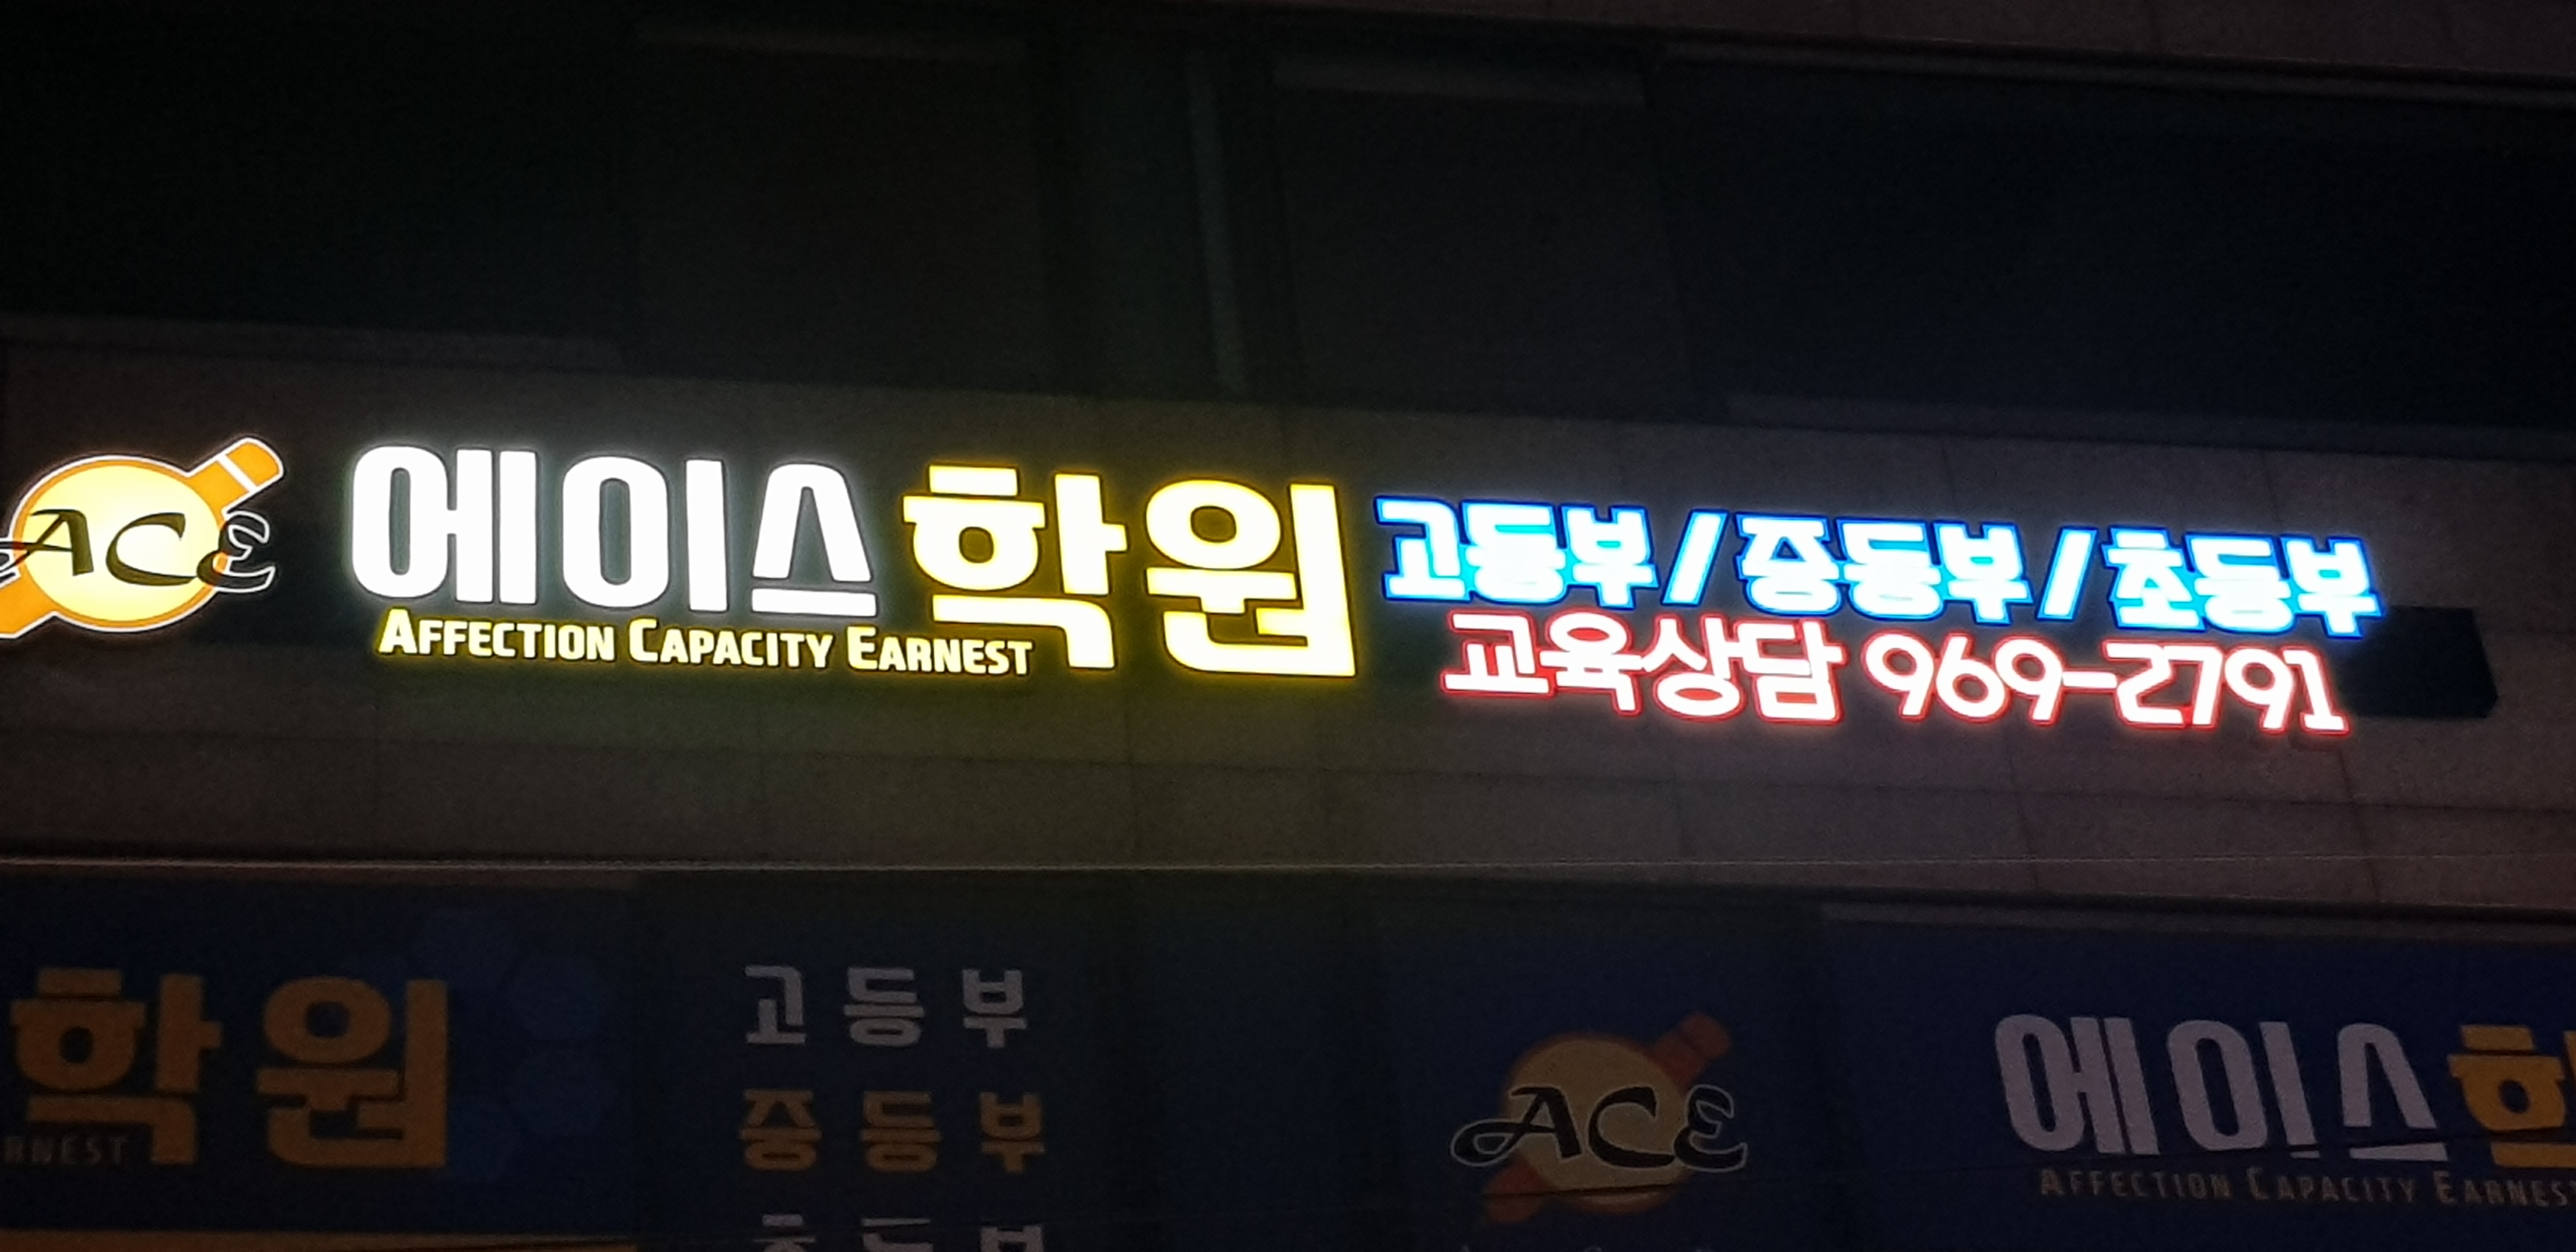 ACE
에이스학원
AFFECTION CAPACITY EARNEST
고등부/중등부/초등부
교육상담 969-2791
학원
고등부
중등부
ACE
에이스학
AFFECTION CAPACITY EARNEST